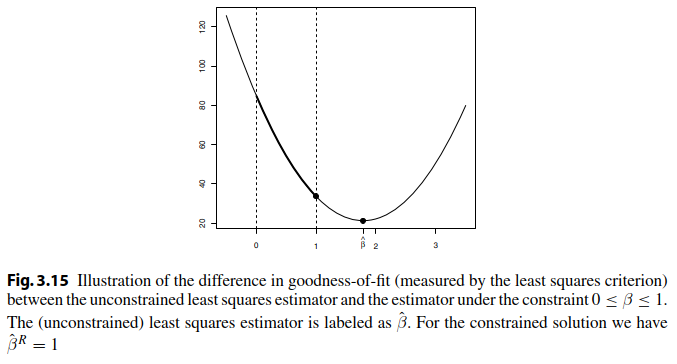 120
100
80
60
40
20
0 1 β̂ 2 3
Fig. 3.15 Illustration of the difference in goodness-of-fit (measured by the least squares criterion)
between the unconstrained least squares estimator and the estimator under the constraint 0 ≤ β ≤ 1.
The (unconstrained) least squares estimator is labeled as β̂. For the constrained solution we have
β̂ᴿ = 1